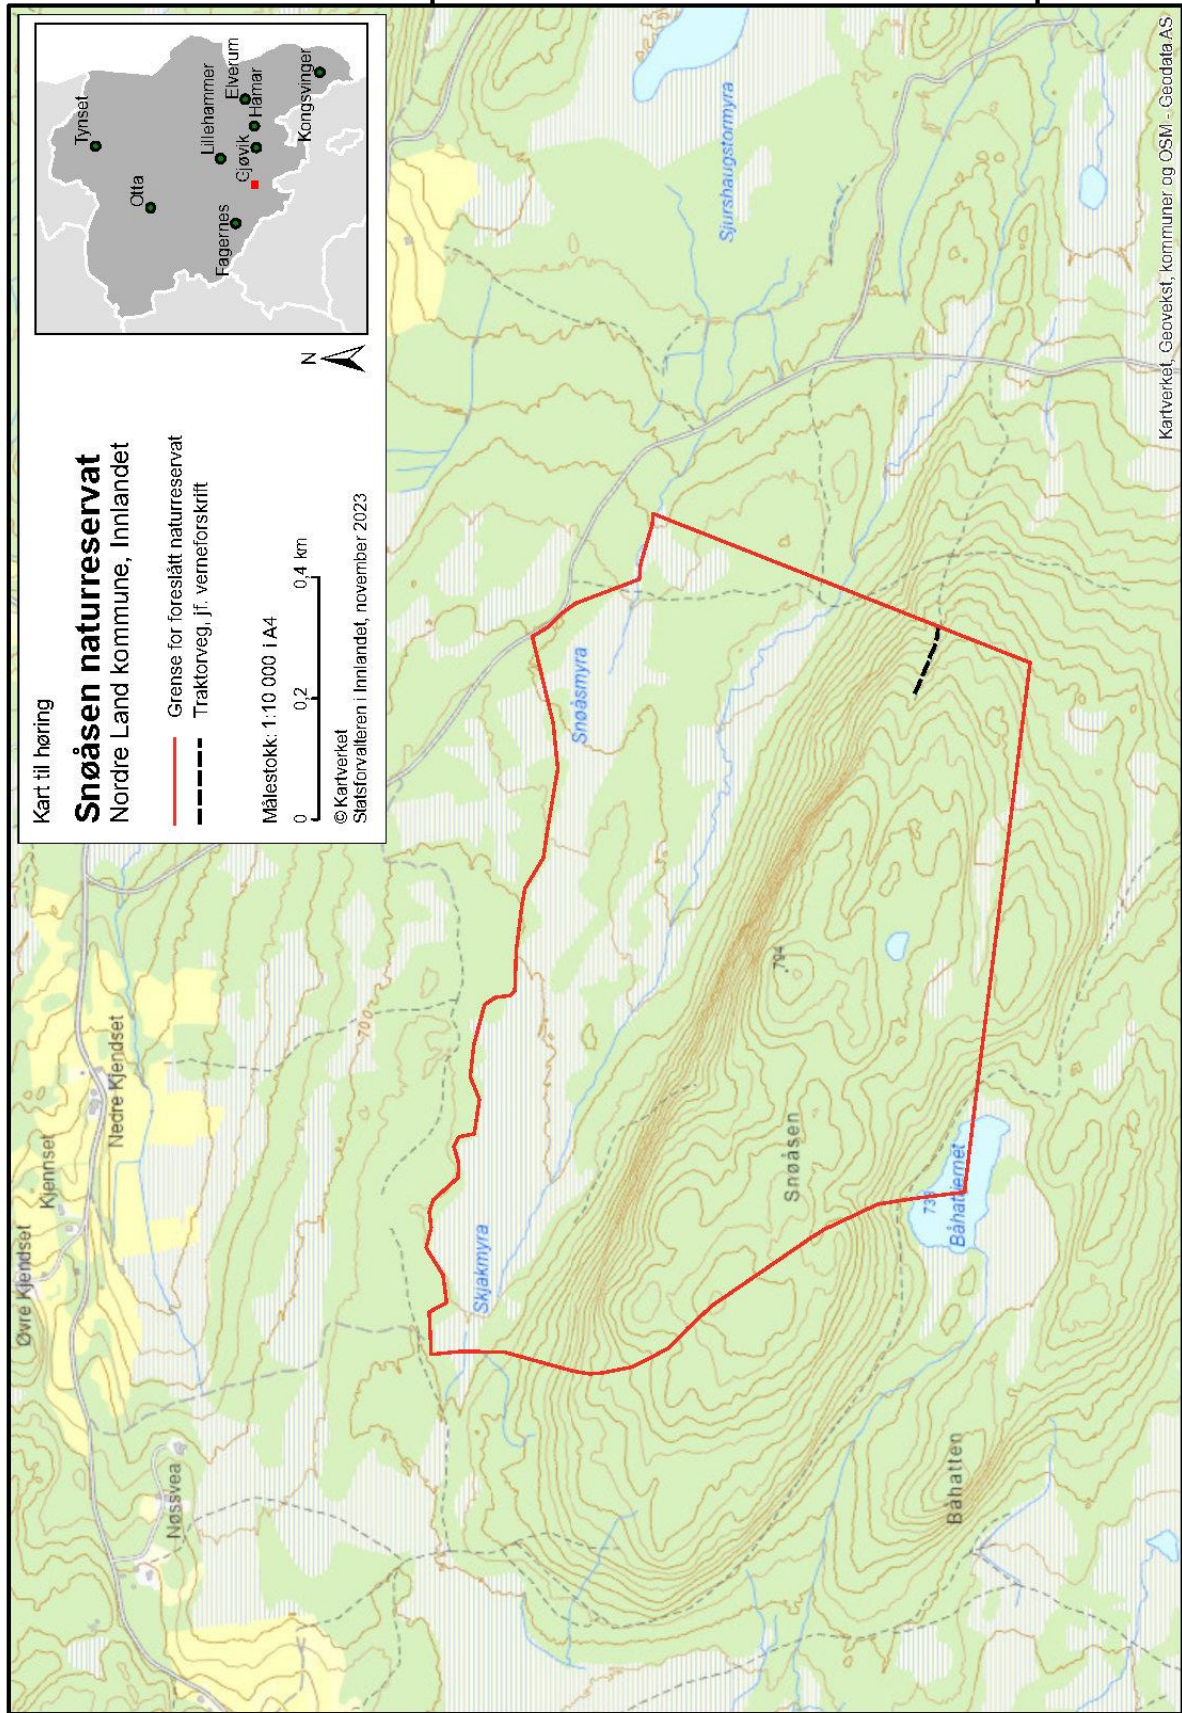 Kart til høring
Snøåsen naturreservat
Nordre Land kommune, Innlandet
Grense for foreslått naturreservat
Traktorveg, jf. verneforskrift
Målestokk: 1:10 000 i A4
0 0,2 0,4 km
©Kartverket
Statsforvalteren i Innlandet, november 2023
N
Tynset
Otta
Lillehammer
Elverum
Hamar
Gjøvik
Fagernes
Kongsvinger
Øvre Kjendset
Kjennset
Nedre Kjendset
Nøssvea
700
Skjakmyra
Snøåsmyra
Sjurshaugstormyra
794
Snøåsen
738
Båhattjernet
Båhatten
Kartverket, Geovekst, kommuner og OSM - Geodata AS